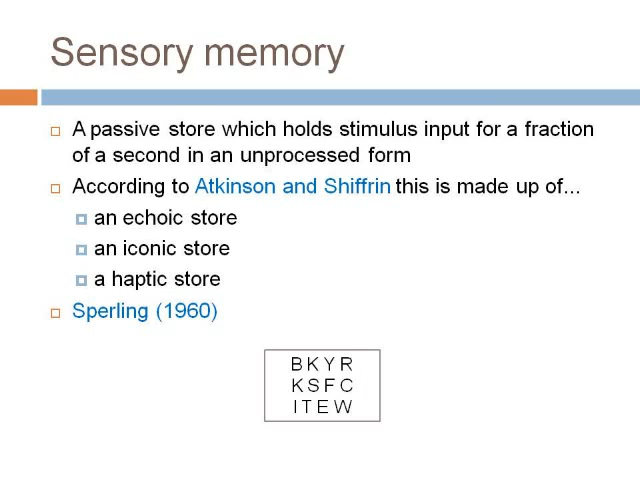 Sensory memory
A passive store which holds stimulus input for a fraction
of a second in an unprocessed form
According to Atkinson and Shiffrin this is made up of...
an echoic store
an iconic store
a haptic store
Sperling (1960)
B K Y R
K S F C
I T E W